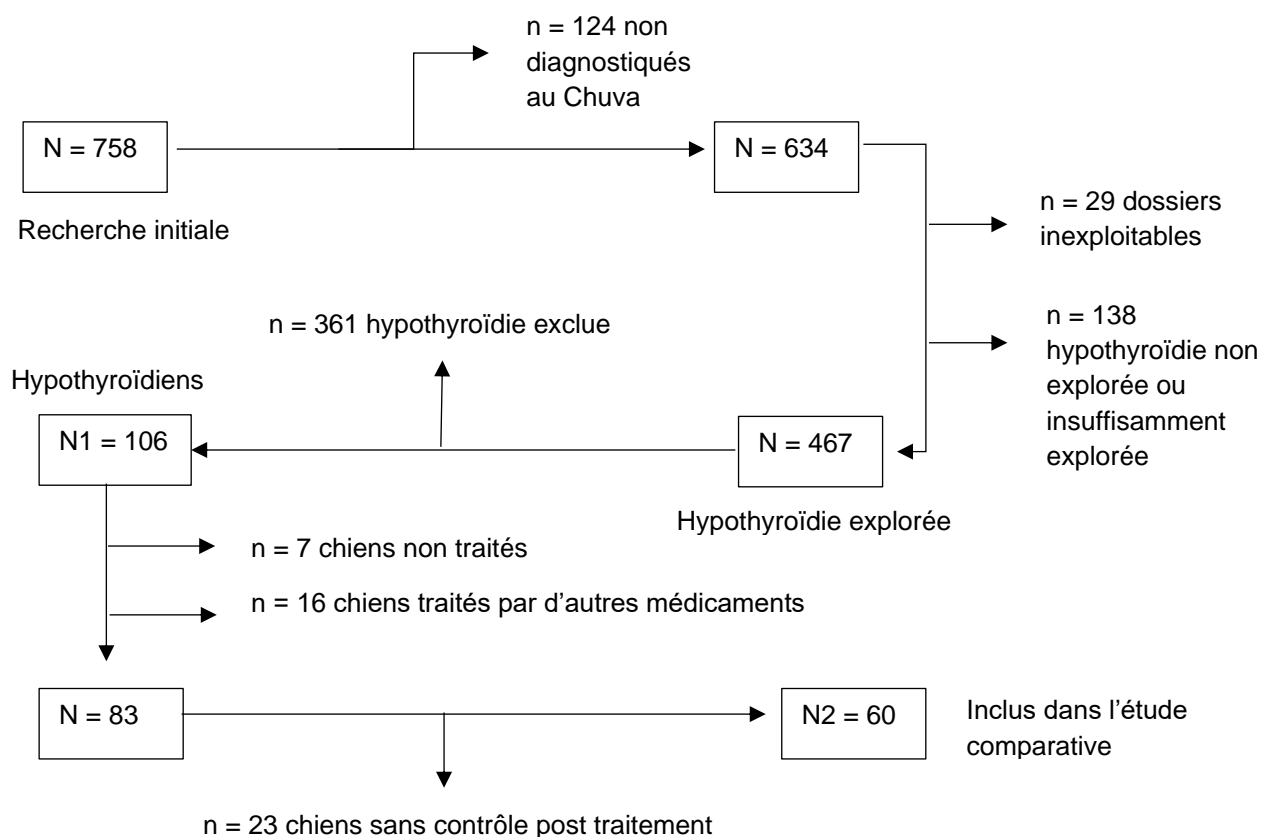 n = 124 non
diagnostiqués
au Chuva
N = 758
N = 634
Recherche initiale
n = 29 dossiers
inexploitables
n = 361 hypothyroïdie exclue
n = 138
hypothyroïdie non
explorée ou
insuffisamment
explorée
Hypothyroïdiens
N1 = 106
N = 467
Hypothyroïdie explorée
n = 7 chiens non traités
n = 16 chiens traités par d'autres médicaments
N = 83
N2 = 60
Inclus dans l'étude
comparative
n = 23 chiens sans contrôle post traitement